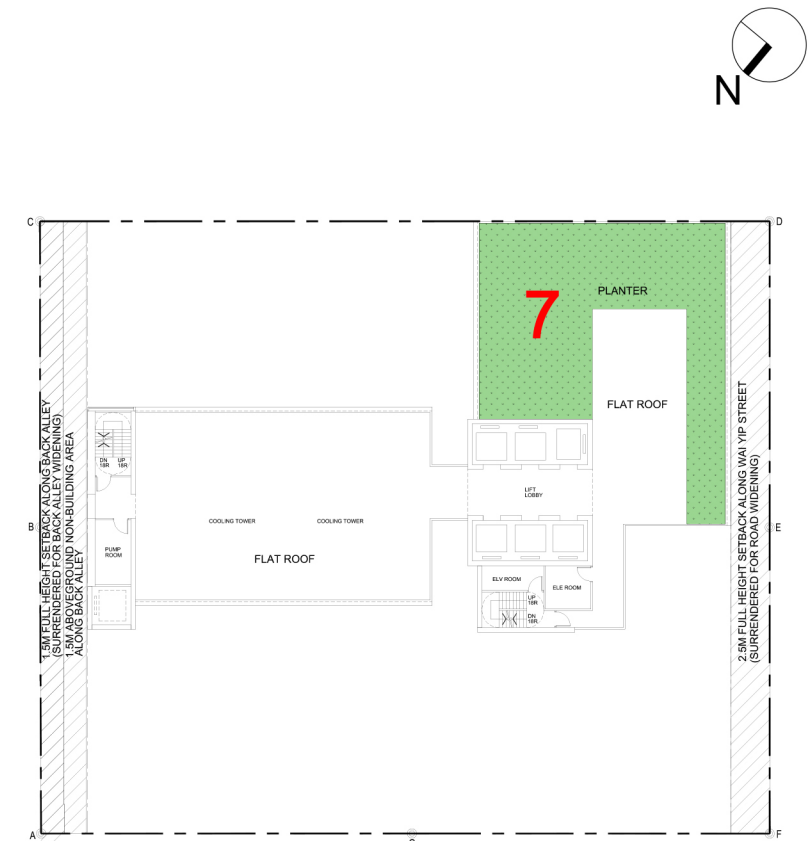 N
C
D
7
PLANTER
FLAT ROOF
1.5M FULL HEIGHT SETBACK ALONG BACK ALLEY
(SURRENDERED FOR BACK ALLEY WIDENING)
1.5M ABOVEGROUND NON-BUILDING AREA
ALONG BACK ALLEY
DN
18R
UP
18R
LIFT
LOBBY
B
COOLING TOWER
COOLING TOWER
E
PUMP
ROOM
FLAT ROOF
ELV ROOM
ELE ROOM
UP
18R
DN
18R
2.5M FULL HEIGHT SETBACK ALONG WAI YIP STREET
(SURRENDERED FOR ROAD WIDENING)
A
F